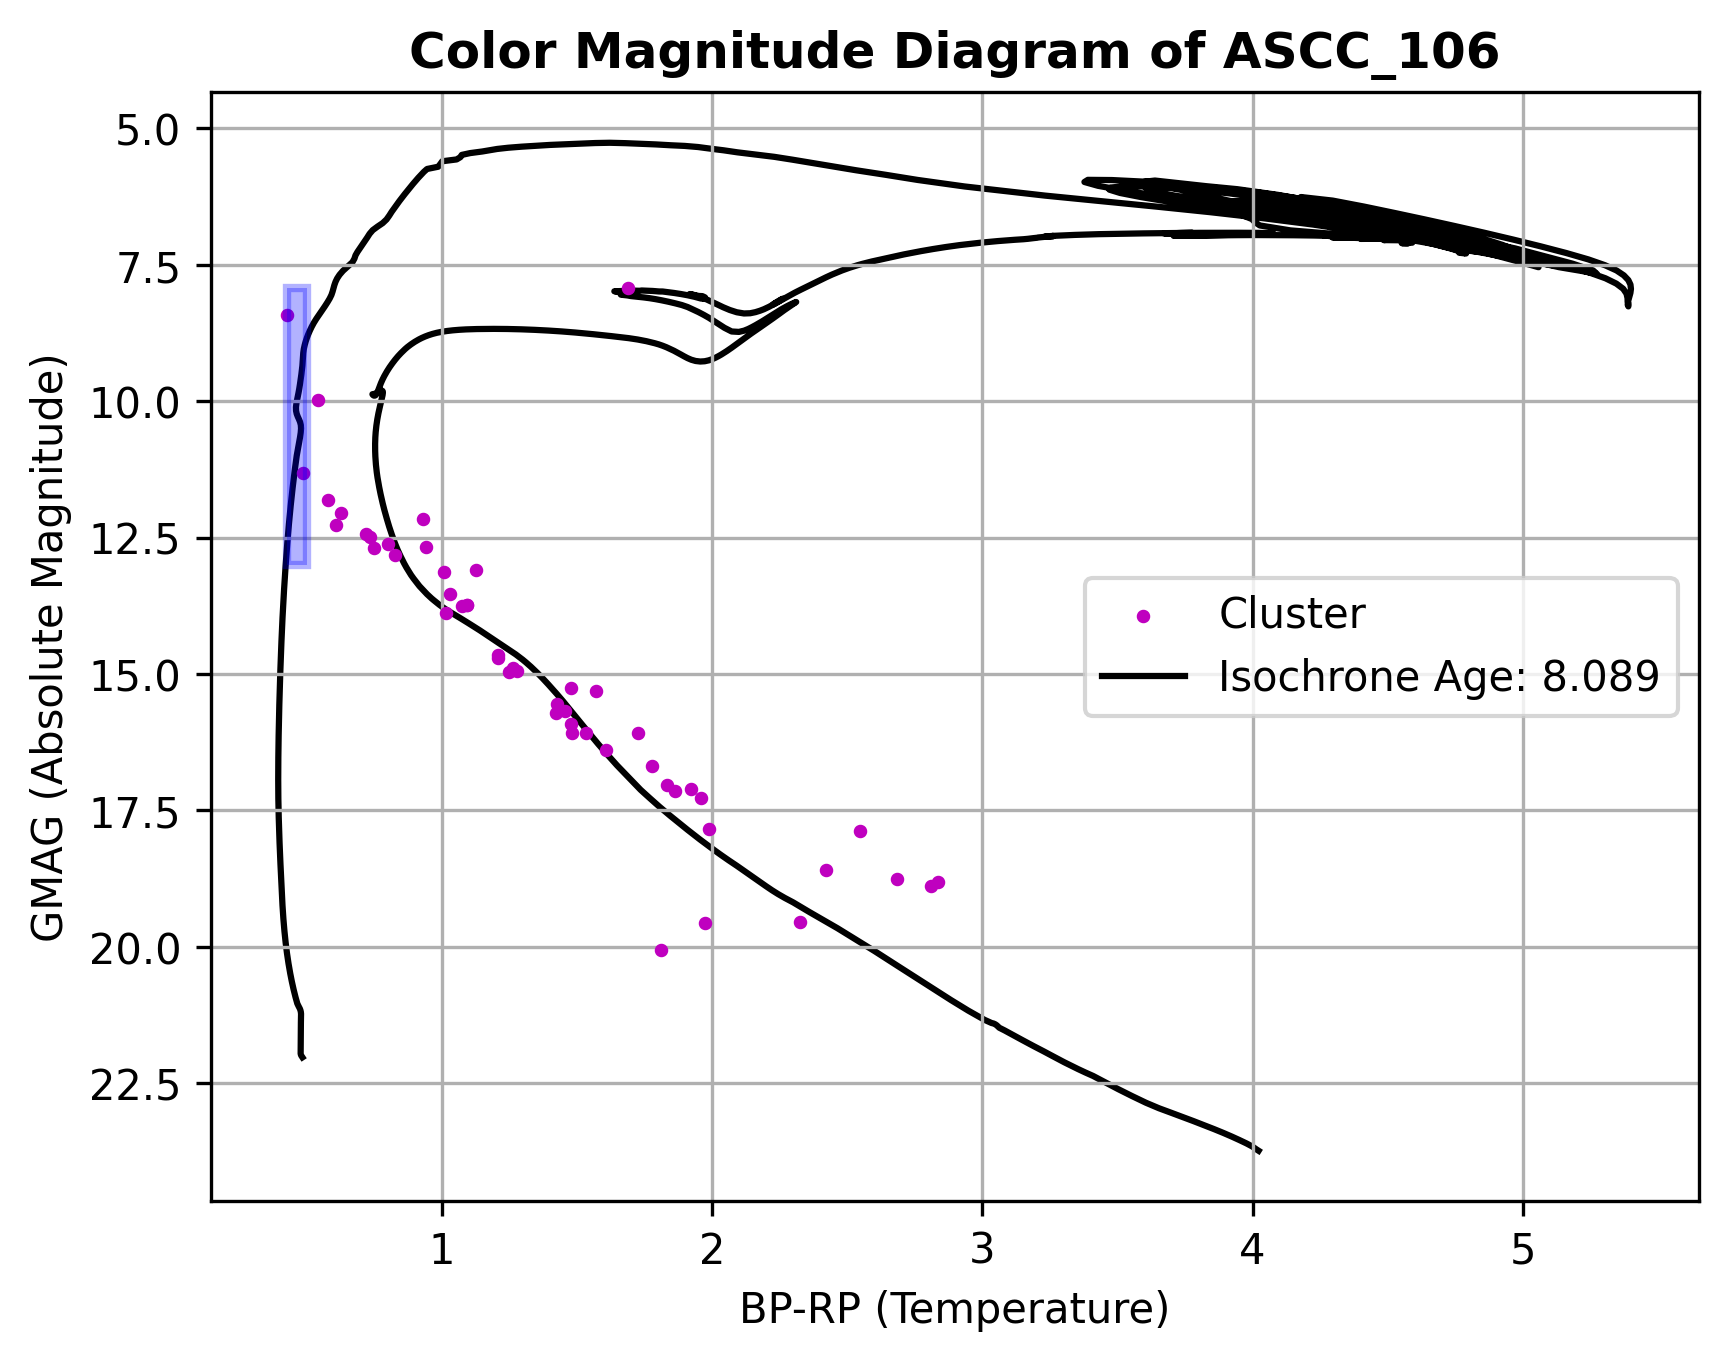 Color Magnitude Diagram of ASCC_106
GMAG (Absolute Magnitude)
5.0
7.5
10.0
12.5
15.0
17.5
20.0
22.5
Cluster
Isochrone Age: 8.089
1 2 3 4 5
BP-RP (Temperature)